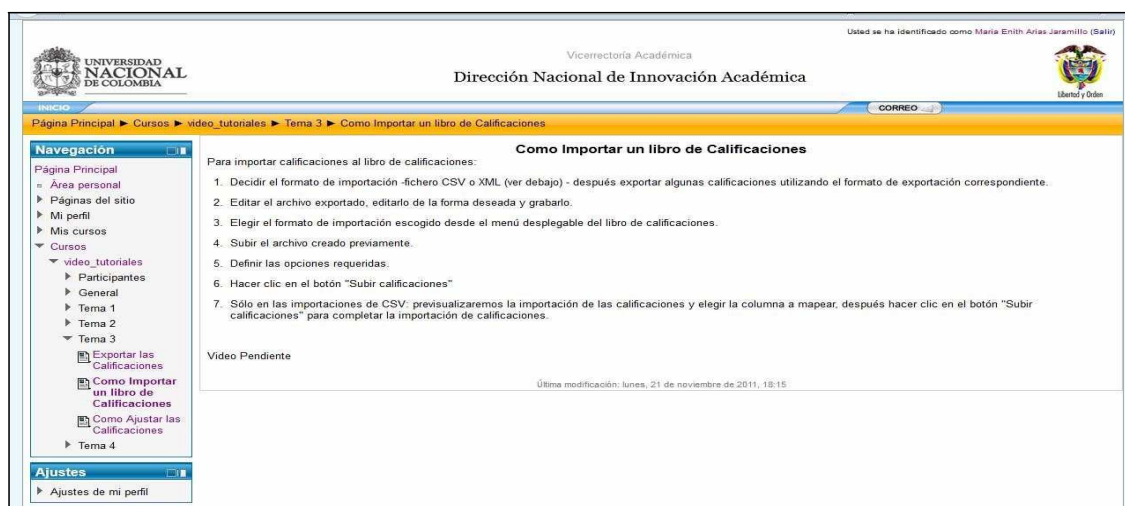 Usted se ha identificado como Maria Enith Arias Jaramillo (Salir)
UNIVERSIDAD
NACIONAL
DE COLOMBIA
Vicerrectoría Académica
Dirección Nacional de Innovación Académica
Libertad y Orden
INICIO
CORREO
Página Principal ► Cursos ► video_tutoriales ► Tema 3 ► Como Importar un libro de Calificaciones
Navegación
Página Principal
Área personal
Páginas del sitio
Mi perfil
Mis cursos
Cursos
video_tutoriales
Participantes
General
Tema 1
Tema 2
Tema 3
Exportar las
Calificaciones
Como Importar
un libro de
Calificaciones
Como Ajustar las
Calificaciones
Tema 4
Ajustes
Ajustes de mi perfil
Como Importar un libro de Calificaciones
Para importar calificaciones al libro de calificaciones:
1. Decidir el formato de importación -fichero CSV o XML (ver debajo) - después exportar algunas calificaciones utilizando el formato de exportación correspondiente.
2. Editar el archivo exportado, editarlo de la forma deseada y grabarlo.
3. Elegir el formato de importación escogido desde el menú desplegable del libro de calificaciones.
4. Subir el archivo creado previamente.
5. Definir las opciones requeridas.
6. Hacer clic en el botón "Subir calificaciones"
7. Sólo en las importaciones de CSV: previsualizaremos la importación de las calificaciones y elegir la columna a mapear, después hacer clic en el botón "Subir
calificaciones" para completar la importación de calificaciones.
Video Pendiente
Última modificación: lunes, 21 de noviembre de 2011, 18:15